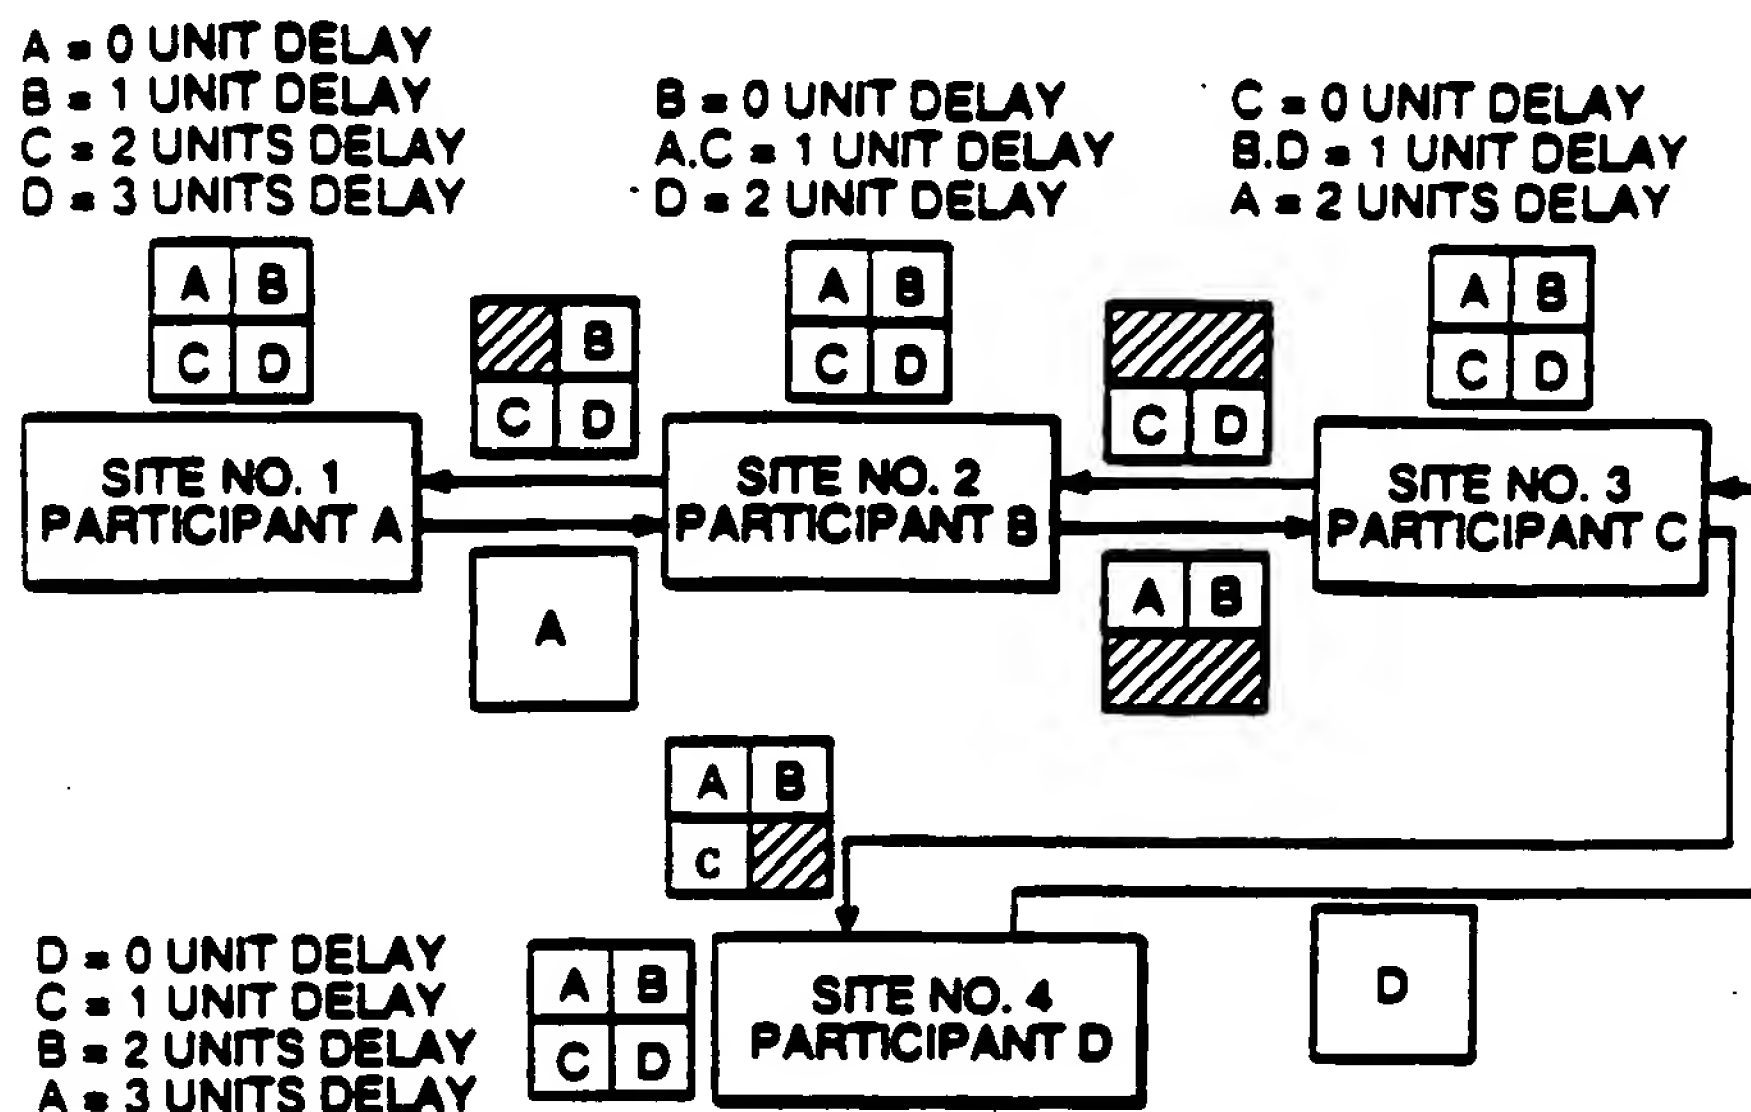 A = 0 UNIT DELAY
B = 1 UNIT DELAY
C = 2 UNITS DELAY
D = 3 UNITS DELAY
B = 0 UNIT DELAY
A.C = 1 UNIT DELAY
D = 2 UNIT DELAY
C = 0 UNIT DELAY
B.D = 1 UNIT DELAY
A = 2 UNITS DELAY
A B
C D
B
C D
A B
C D
C D
A B
C D
SITE NO. 1
PARTICIPANT A
SITE NO. 2
PARTICIPANT B
SITE NO. 3
PARTICIPANT C
A
A B
A B
C
D = 0 UNIT DELAY
C = 1 UNIT DELAY
B = 2 UNITS DELAY
A = 3 UNITS DELAY
A B
C D
SITE NO. 4
PARTICIPANT D
D